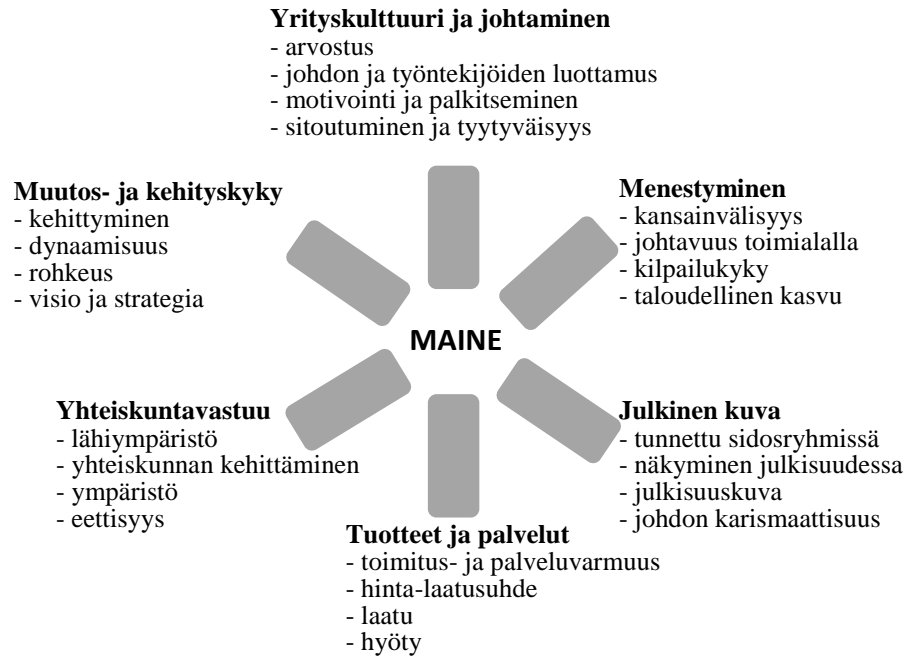 Yrityskulttuuri ja johtaminen
- arvostus
- johdon ja työntekijöiden luottamus
- motivointi ja palkitseminen
- sitoutuminen ja tyytyväisyys
Muutos- ja kehityskyky
- kehittyminen
- dynaamisuus
- rohkeus
- visio ja strategia
Menestyminen
- kansainvälisyys
- johtavuus toimialalla
- kilpailukyky
- taloudellinen kasvu
MAINE
Yhteiskuntavastuu
- lähiympäristö
- yhteiskunnan kehittäminen
- ympäristö
- eettisyys
Julkinen kuva
- tunnettu sidosryhmissä
- näkyminen julkisuudessa
- julkisuuskuva
- johdon karismaattisuus
Tuotteet ja palvelut
- toimitus- ja palveluvarmuus
- hinta-laatusuhde
- laatu
- hyöty